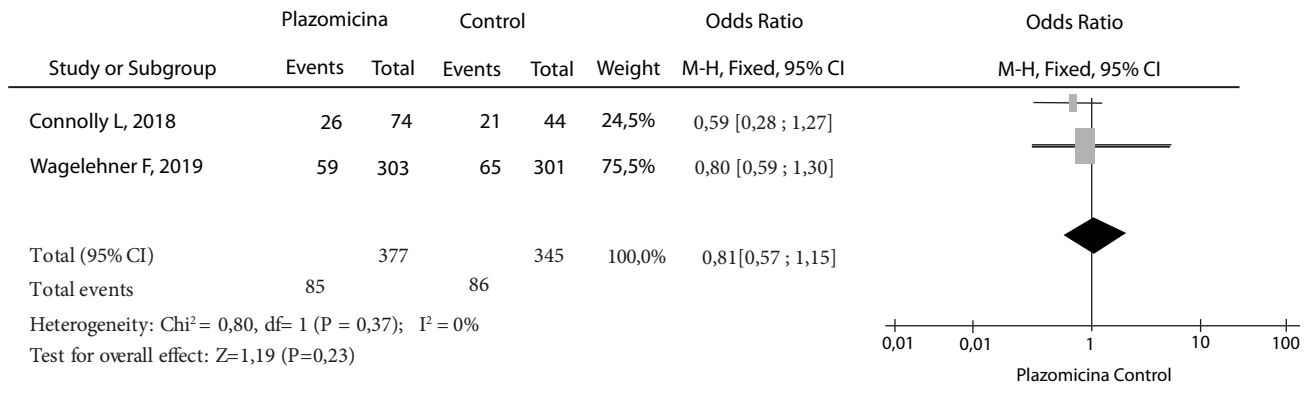 Plazomicina Control Odds Ratio Odds Ratio
Study or Subgroup Events Total Events Total Weight M-H, Fixed, 95% CI M-H, Fixed, 95% CI
Connolly L, 2018 26 74 21 44 24,5% 0,59 [0,28 ; 1,27]
Wagelehner F, 2019 59 303 65 301 75,5% 0,80 [0,59 ; 1,30]
Total (95% CI) 377 345 100,0% 0,81[0,57 ; 1,15]
Total events 85 86
Heterogeneity: Chi² = 0,80, df= 1 (P = 0,37); I² = 0%
Test for overall effect: Z=1,19 (P=0,23)
0,01 0,01 1 10 100
Plazomicina Control